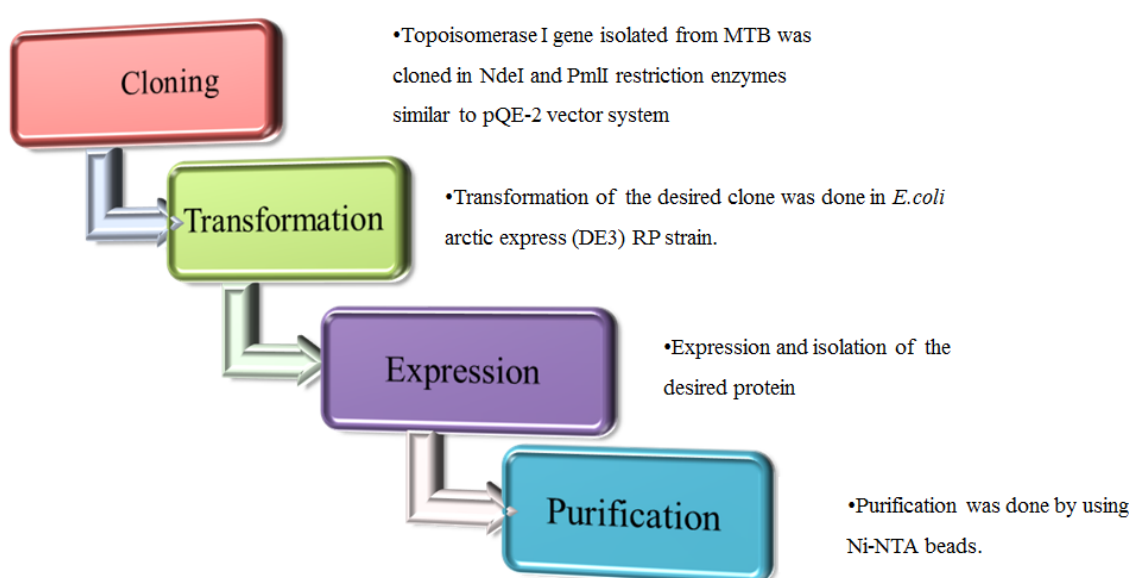 Cloning
•Topoisomerase I gene isolated from MTB was
cloned in NdeI and PmlI restriction enzymes
similar to pQE-2 vector system
Transformation
•Transformation of the desired clone was done in E.coli
arctic express (DE3) RP strain.
Expression
•Expression and isolation of the
desired protein
Purification
•Purification was done by using
Ni-NTA beads.